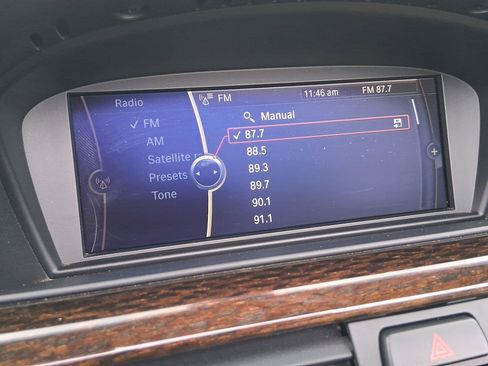 Radio
FM
11:46 am
FM 87.7
✓ FM
AM
Satellite
Presets
Tone
Manual
✓ 87.7
88.5
89.3
89.7
90.1
91.1